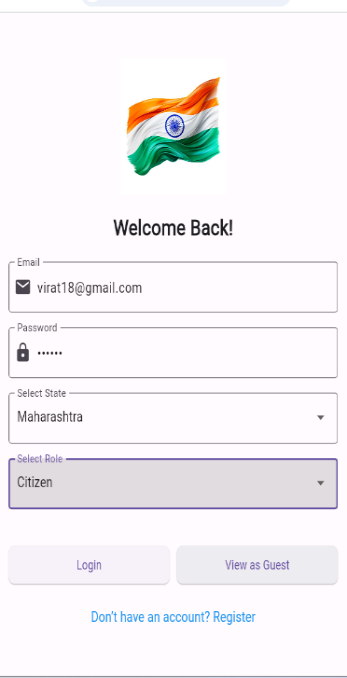 Welcome Back!
Email
virat18@gmail.com
Password
••••••
Select State
Maharashtra
Select Role
Citizen
Login
View as Guest
Don't have an account? Register